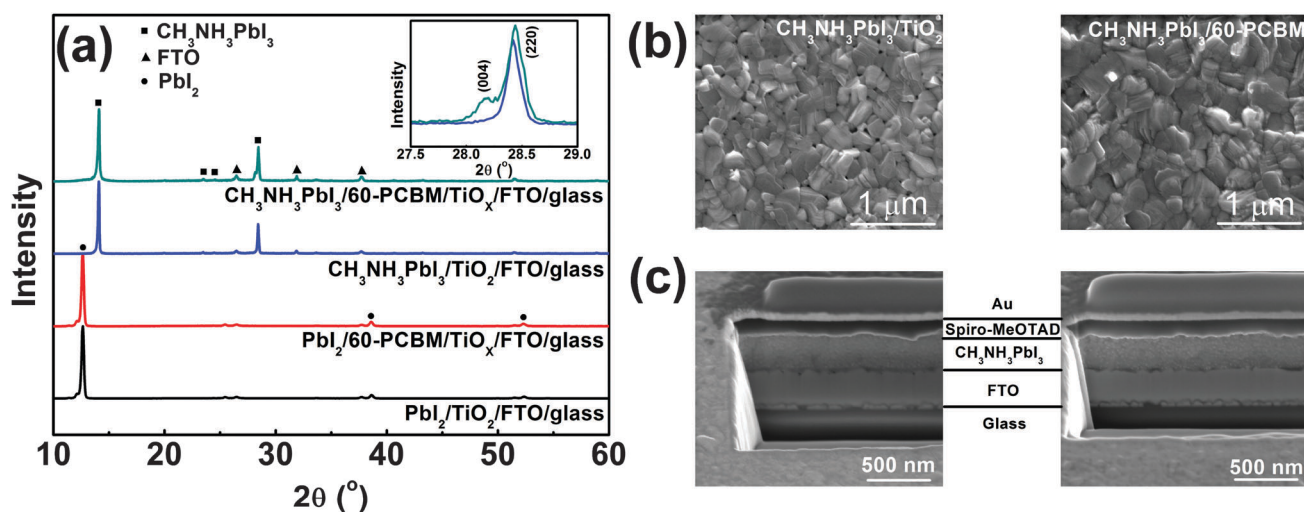 (a)
■ CH₃NH₃PbI₃
▲ FTO
● PbI₂
Intensity
(004)
(220)
27.5 28.0 28.5 29.0
2θ (°)
CH₃NH₃PbI₃/60-PCBM/TiOₓ/FTO/glass
CH₃NH₃PbI₃/TiO₂/FTO/glass
PbI₂/60-PCBM/TiOₓ/FTO/glass
PbI₂/TiO₂/FTO/glass
Intensity
10 20 30 40 50 60
2θ (°)
(b)
CH₃NH₃PbI₃/TiO₂
1 μm
CH₃NH₃PbI₃/60-PCBM
1 μm
(c)
Au
Spiro-MeOTAD
CH₃NH₃PbI₃
FTO
Glass
500 nm
500 nm